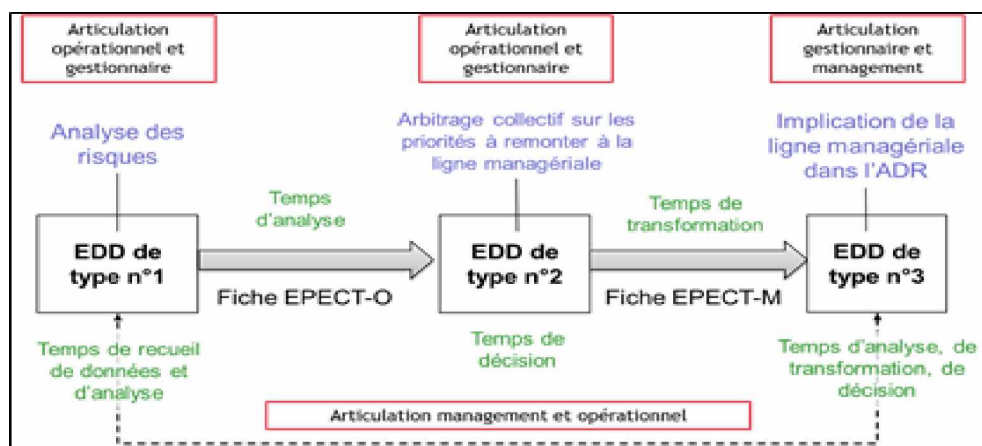 Articulation
opérationnel et
gestionnaire
Articulation
opérationnel et
gestionnaire
Articulation
gestionnaire et
management
Analyse des
risques
Arbitrage collectif sur les
priorités à remonter à la
ligne managériale
Implication de la
ligne managériale
dans l'ADR
Temps
d'analyse
Temps de
transformation
EDD de
type n°1
EDD de
type n°2
EDD de
type n°3
Fiche EPECT-O
Fiche EPECT-M
Temps de recueil
de données et
d'analyse
Temps de
décision
Temps d'analyse, de
transformation, de
décision
Articulation management et opérationnel